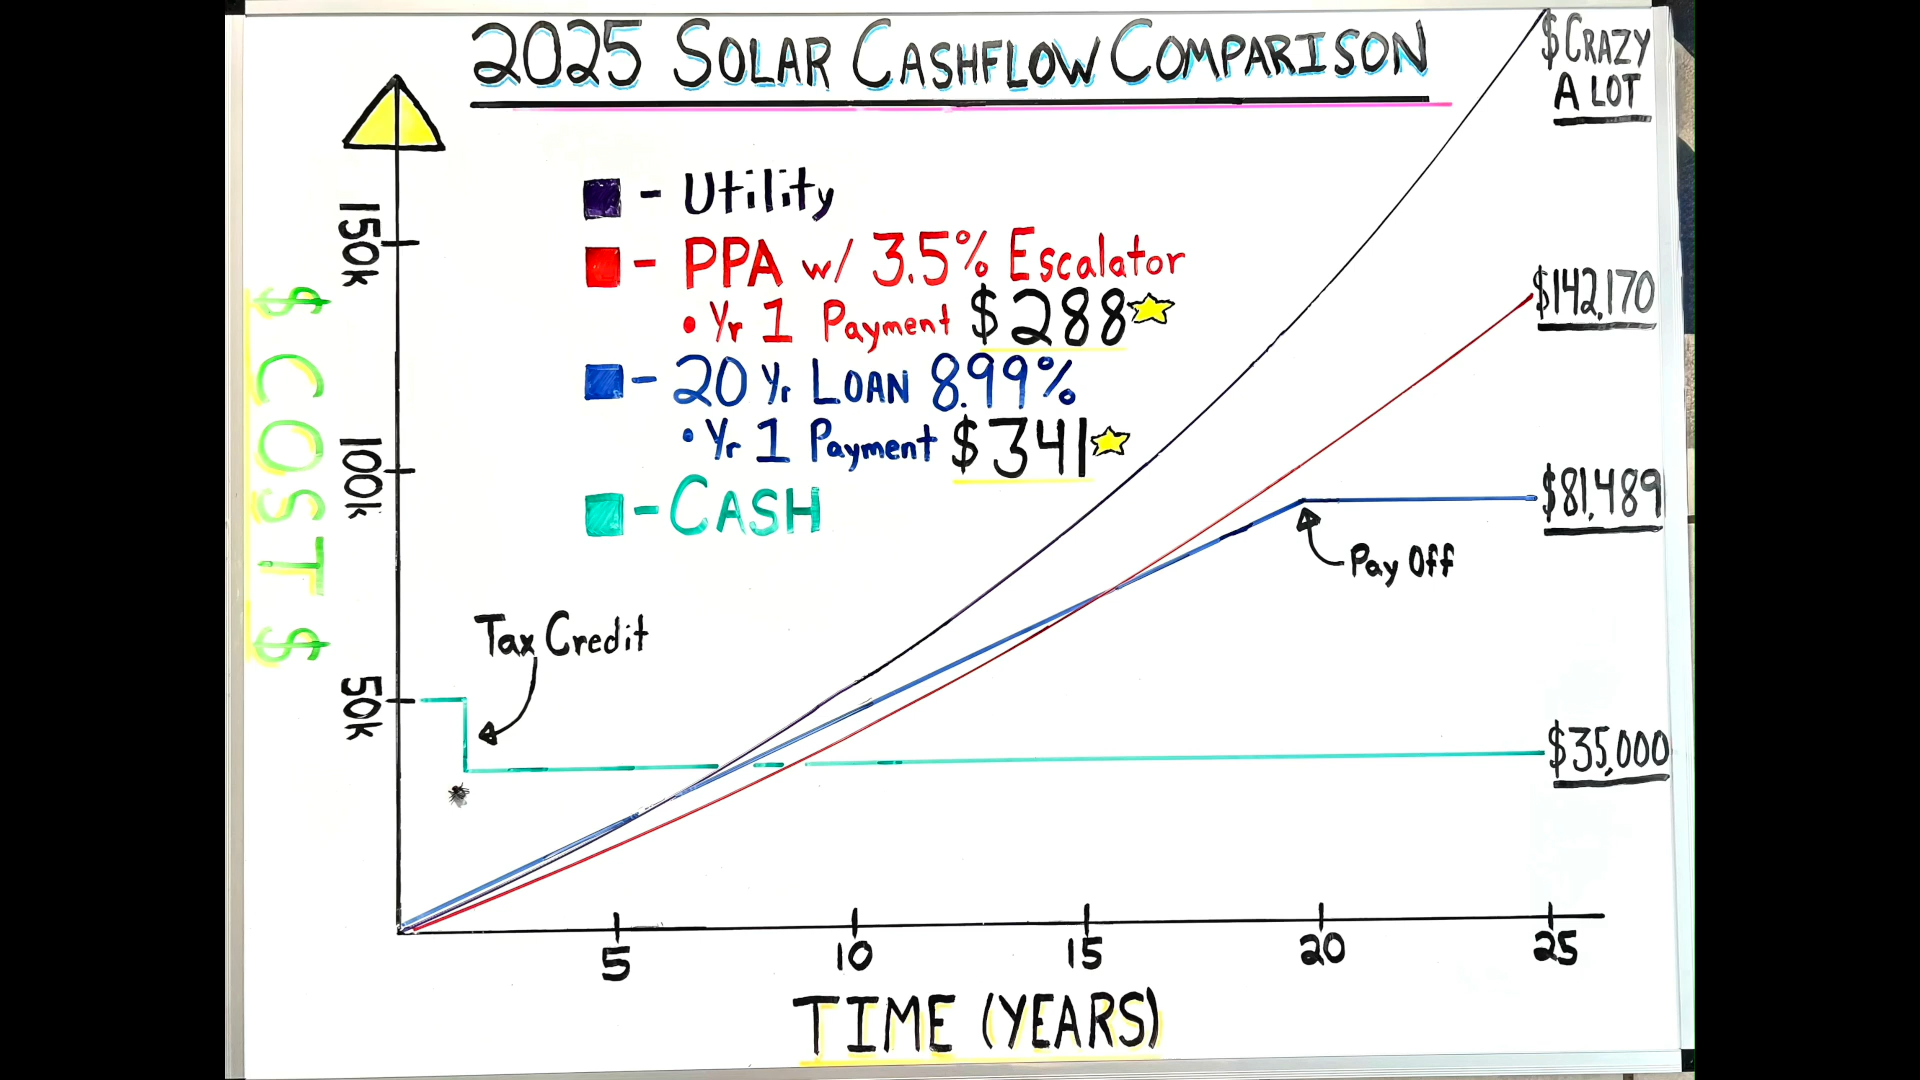 2025 SOLAR CASHFLOW COMPARISON
$CRAZY
A LOT
- Utility
- PPA w/ 3.5% Escalator
• Yr 1 Payment $288
- 20 Yr LOAN 8.99%
• Yr 1 Payment $341
- CASH
150k
100k
50k
$ COST $
$142,170
$81,489
Pay Off
Tax Credit
$35,000
5 10 15 20 25
TIME (YEARS)